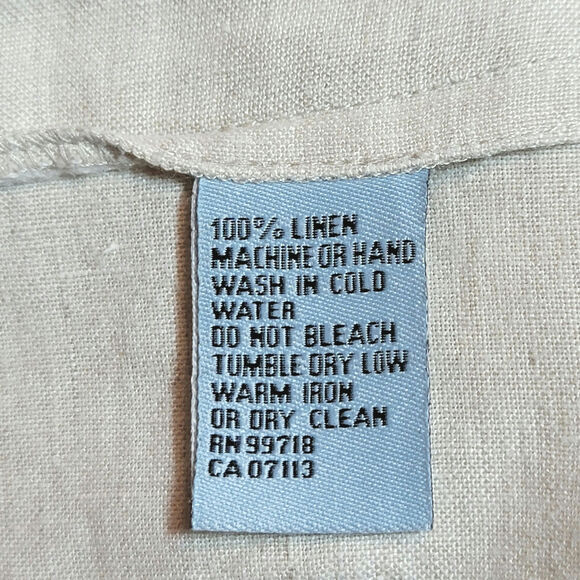 100% LINEN
MACHINE OR HAND
WASH IN COLD
WATER
DO NOT BLEACH
TUMBLE DRY LOW
WARM IRON
OR DRY CLEAN
RN 99718
CA 07113